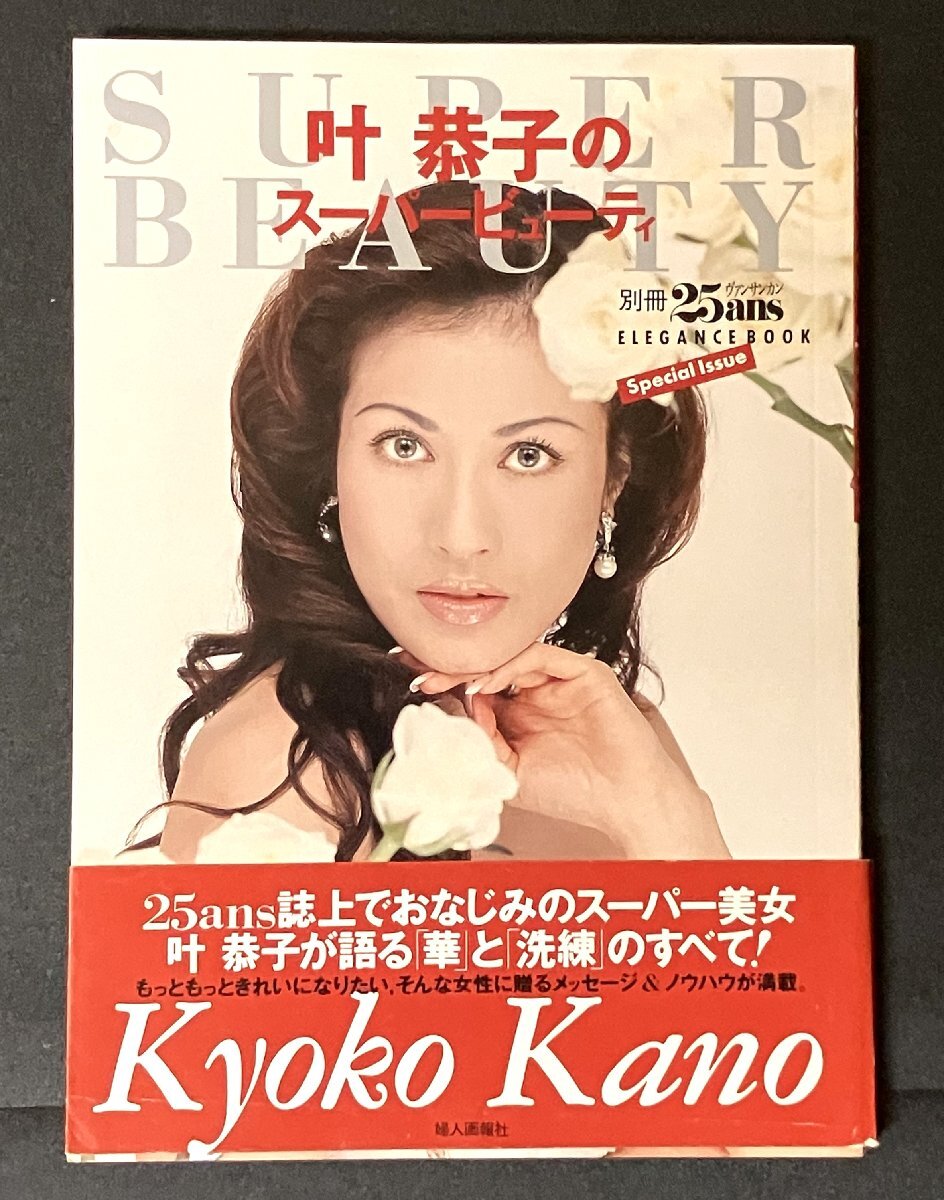 SUPER
BEAUTY
叶 恭子の
スーパービューティ
別冊 25ans ヴァンサンカン
ELEGANCE BOOK
Special Issue
25ans誌上でおなじみのスーパー美女
叶 恭子が語る「華」と「洗練」のすべて!
もっともっときれいになりたい、そんな女性に贈るメッセージ&ノウハウが満載。
Kyoko Kano
婦人画報社